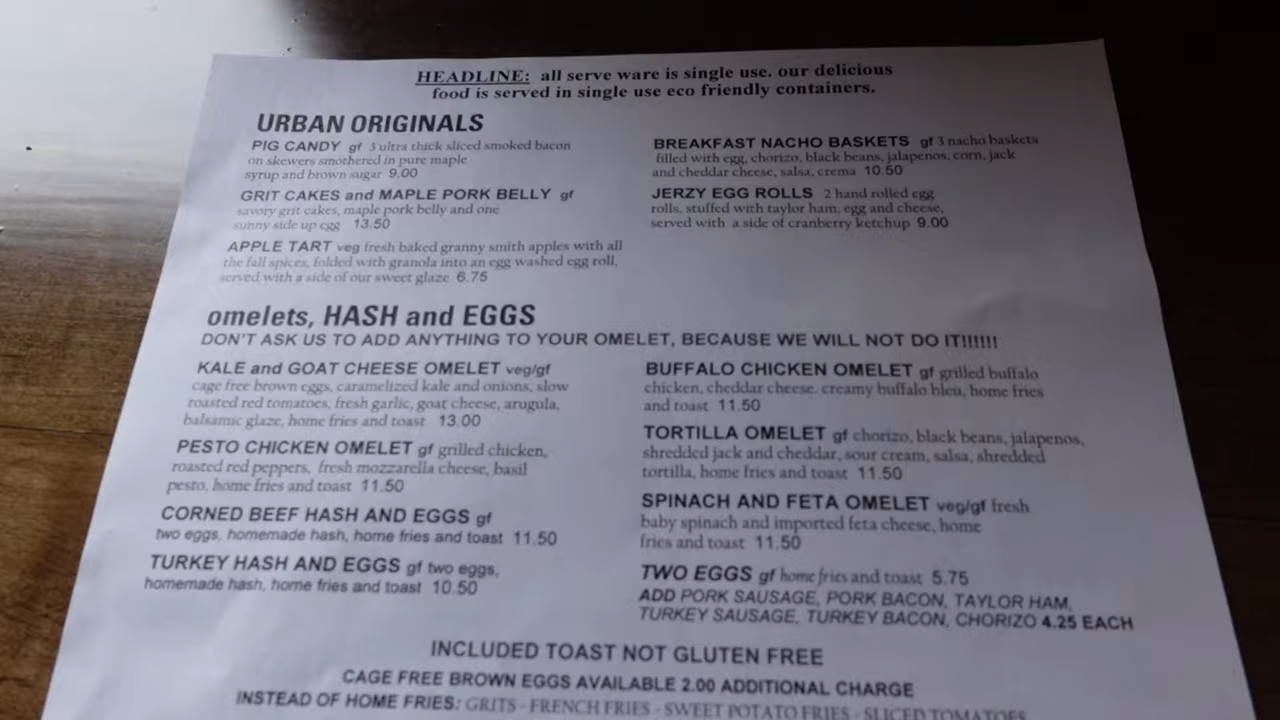 HEADLINE: all serve ware is single use. our delicious
food is served in single use eco friendly containers.
URBAN ORIGINALS
PIG CANDY gf 3 ultra thick sliced smoked bacon
on skewers smothered in pure maple
syrup and brown sugar 9.00
GRIT CAKES and MAPLE PORK BELLY gf
savory grit cakes, maple pork belly and one
sunny side up egg 13.50
APPLE TART veg fresh baked granny smith apples with all
the fall spices, folded with granola into an egg washed egg roll,
served with a side of our sweet glaze 6.75
BREAKFAST NACHO BASKETS gf 3 nacho baskets
filled with egg, chorizo, black beans, jalapenos, corn, jack
and cheddar cheese, salsa, crema 10.50
JERZY EGG ROLLS 2 hand rolled egg
rolls, stuffed with taylor ham, egg and cheese,
served with a side of cranberry ketchup 9.00
omelets, HASH and EGGS
DON'T ASK US TO ADD ANYTHING TO YOUR OMELET, BECAUSE WE WILL NOT DO IT!!!!!!
KALE and GOAT CHEESE OMELET veg/gf
cage free brown eggs, caramelized kale and onions, slow
roasted red tomatoes, fresh garlic, goat cheese, arugula,
balsamic glaze, home fries and toast 13.00
PESTO CHICKEN OMELET gf grilled chicken,
roasted red peppers, fresh mozzarella cheese, basil
pesto, home fries and toast 11.50
CORNED BEEF HASH AND EGGS gf
two eggs, homemade hash, home fries and toast 11.50
TURKEY HASH AND EGGS gf two eggs,
homemade hash, home fries and toast 10.50
BUFFALO CHICKEN OMELET gf grilled buffalo
chicken, cheddar cheese. creamy buffalo bleu, home fries
and toast 11.50
TORTILLA OMELET gf chorizo, black beans, jalapenos,
shredded jack and cheddar, sour cream, salsa, shredded
tortilla, home fries and toast 11.50
SPINACH AND FETA OMELET veg/gf fresh
baby spinach and imported feta cheese, home
fries and toast 11.50
TWO EGGS gf home fries and toast 5.75
ADD PORK SAUSAGE, PORK BACON, TAYLOR HAM,
TURKEY SAUSAGE, TURKEY BACON, CHORIZO 4.25 EACH
INCLUDED TOAST NOT GLUTEN FREE
CAGE FREE BROWN EGGS AVAILABLE 2.00 ADDITIONAL CHARGE
INSTEAD OF HOME FRIES: GRITS - FRENCH FRIES - SWEET POTATO FRIES - SLICED TOMATOES